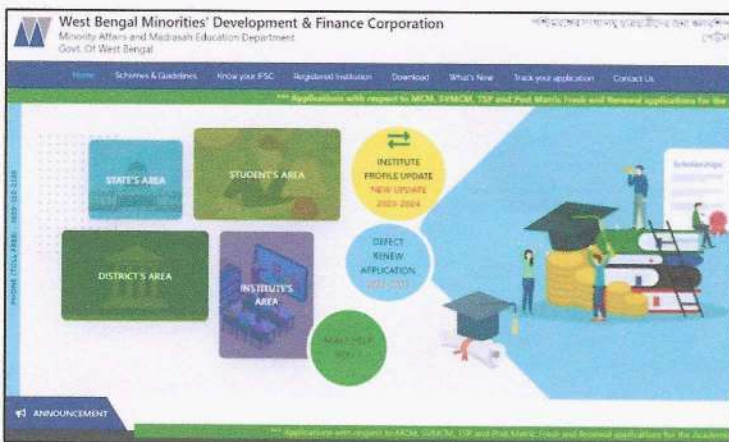 West Bengal Minorities' Development & Finance Corporation
Minority Affairs and Madrasah Education Department
Govt. Of West Bengal
Home Schemes & Guidelines Know your IFSC Registered Institution Download What's New Track your application Contact Us
*** Applications with respect to MCM, SVMCM, TSP and Post Matric Fresh and Renewal applications for the
STATE'S AREA
STUDENT'S AREA
INSTITUTE
PROFILE UPDATE
NEW UPDATE
2023-2024
Scholarships
DISTRICT'S AREA
INSTITUTE'S
AREA
DEFECT
RENEW
APPLICATION
PHONE (TOLL FREE)
ANNOUNCEMENT
*** Applications with respect to MCM, SVMCM, TSP and Post Matric Fresh and Renewal applications for the Academic